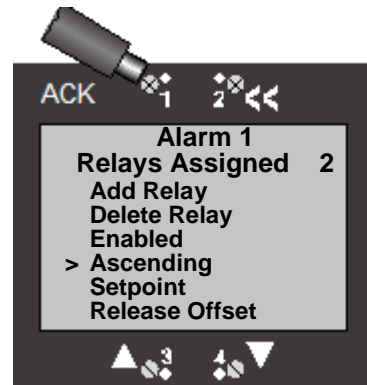 ACK 1 2 <<
Alarm 1
Relays Assigned 2
Add Relay
Delete Relay
Enabled
> Ascending
Setpoint
Release Offset
3 4